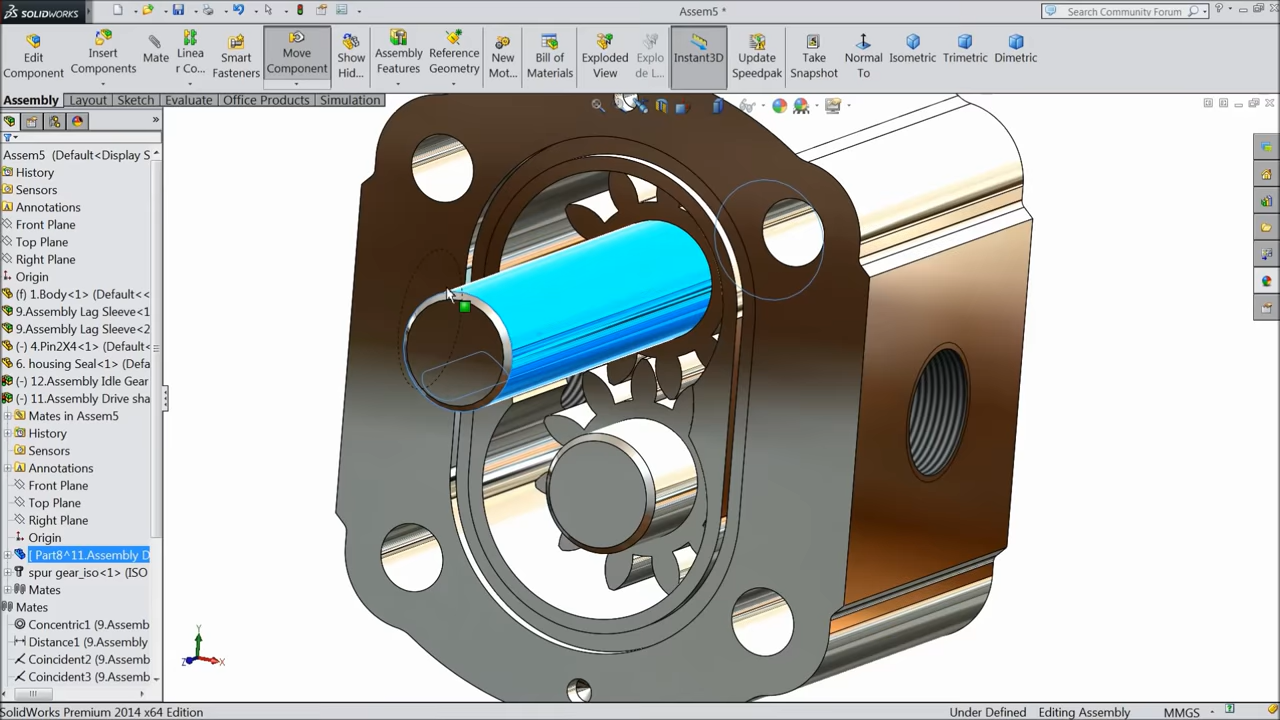 SOLIDWORKS
Assem5 *
Search Community Forum
Edit Component
Insert Components
Mate
Linea r Co...
Smart Fasteners
Move Component
Show Hid...
Assembly Features
Reference Geometry
New Mot...
Bill of Materials
Exploded View
Explo de L...
Instant3D
Update Speedpak
Take Snapshot
Normal To
Isometric
Trimetric
Dimetric
Assembly
Layout
Sketch
Evaluate
Office Products
Simulation
Assem5 (Default<Display S
History
Sensors
Annotations
Front Plane
Top Plane
Right Plane
Origin
(f) 1.Body<1> (Default<<
9.Assembly Lag Sleeve<1
9.Assembly Lag Sleeve<2
(-) 4.Pin2X4<1> (Default<
6. housing Seal<1> (Defa
(-) 12.Assembly Idle Gear
(-) 11.Assembly Drive sha
Mates in Assem5
History
Sensors
Annotations
Front Plane
Top Plane
Right Plane
Origin
[ Part8^11.Assembly D
spur gear_iso<1> (ISO
Mates
Mates
Concentric1 (9.Assemb
Distance1 (9.Assembly
Coincident2 (9.Assemb
Coincident3 (9.Assemb
Y
Z
X
SolidWorks Premium 2014 x64 Edition
Under Defined
Editing Assembly
MMGS